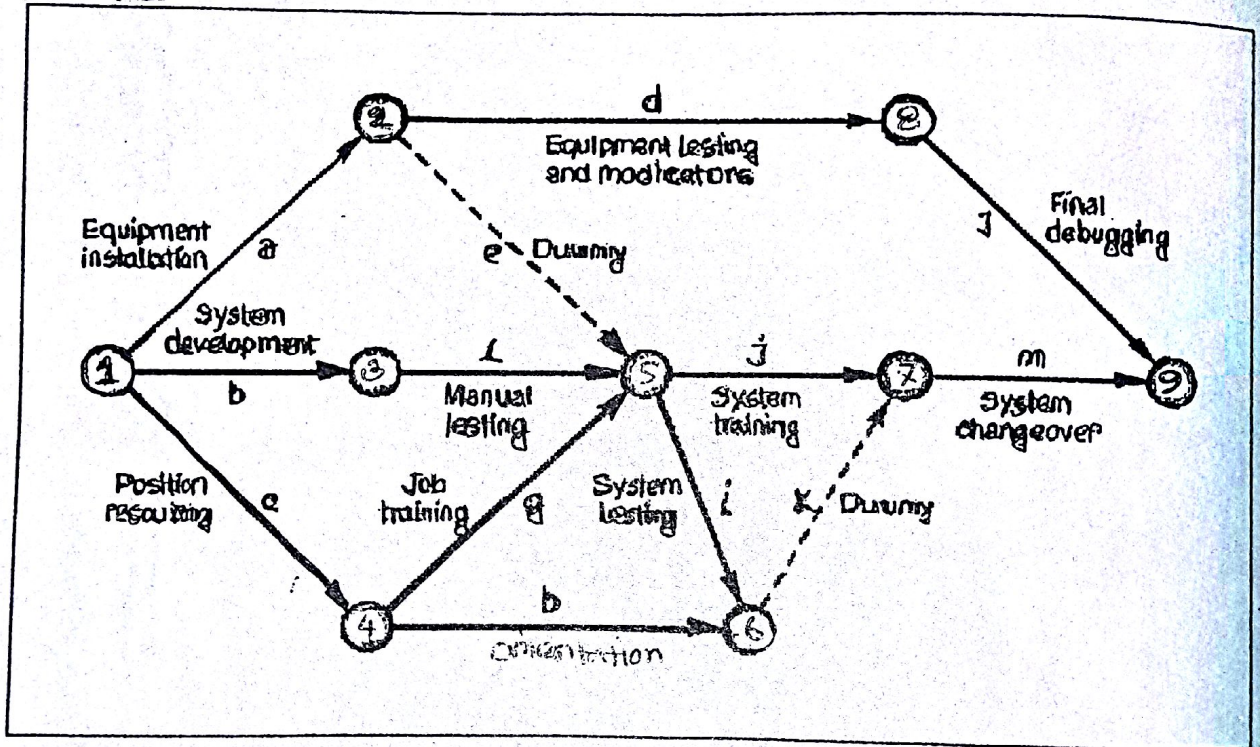 2
d
8
Equipment testing
and modifications
Final
debugging
Equipment
installation
a
e
Dummy
System
development
j
1
3
5
7
m
9
b
Manual
testing
System
training
System
changeover
Position
c
Job
training
g
System
testing
i
k
Dummy
4
b
6
orientation